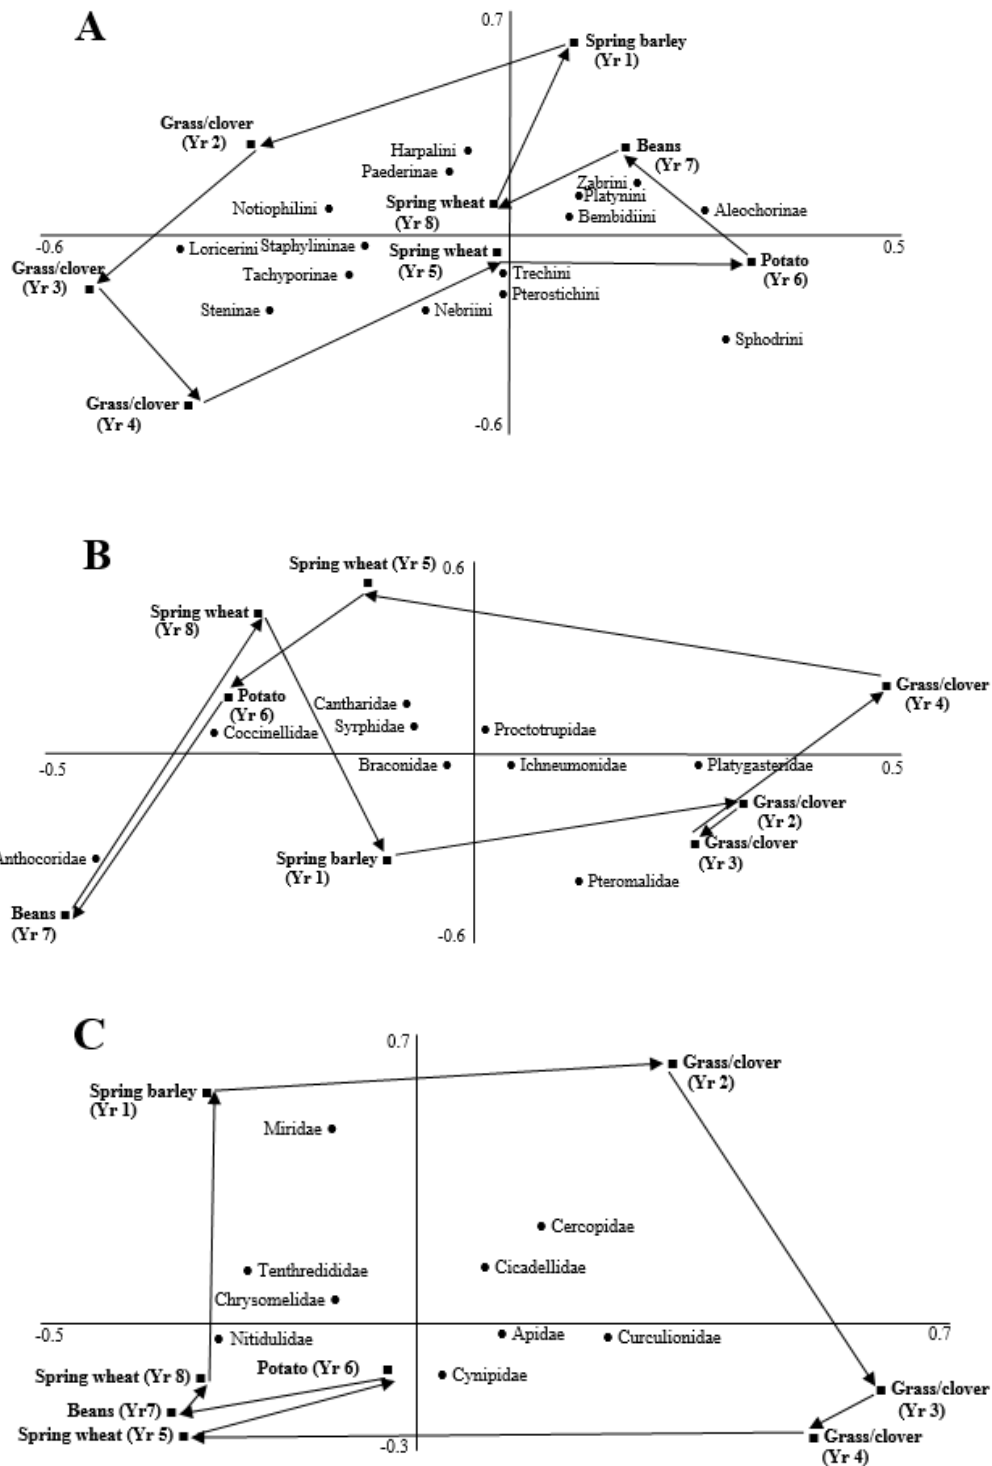 A
0.7
Spring barley
(Yr 1)
Grass/clover
(Yr 2)
Harpalini
Beans
(Yr 7)
Paederinae
Zabrini
Platynini
Notiophilini
Spring wheat
(Yr 8)
Bembidiini
Aleochorinae
-0.6
Loricerini
Staphylininae
Spring wheat
(Yr 5)
0.5
Grass/clover
(Yr 3)
Tachyporinae
Trechini
Potato
(Yr 6)
Pterostichini
Steninae
Nebriini
Sphodrini
Grass/clover
(Yr 4)
-0.6
B
Spring wheat (Yr 5)
0.6
Spring wheat
(Yr 8)
Potato
(Yr 6)
Cantharidae
Grass/clover
(Yr 4)
Coccinellidae
Syrphidae
Proctotrupidae
-0.5
Braconidae
Ichneumonidae
Platygasteridae
0.5
Grass/clover
(Yr 2)
Anthocoridae
Spring barley
(Yr 1)
Grass/clover
(Yr 3)
Pteromalidae
Beans
(Yr 7)
-0.6
C
0.7
Spring barley
(Yr 1)
Grass/clover
(Yr 2)
Miridae
Cercopidae
Tenthredididae
Cicadellidae
Chrysomelidae
-0.5
Nitidulidae
Apidae
Curculionidae
0.7
Spring wheat (Yr 8)
Potato (Yr 6)
Cynipidae
Beans (Yr7)
Grass/clover
(Yr 3)
Spring wheat (Yr 5)
-0.3
Grass/clover
(Yr 4)